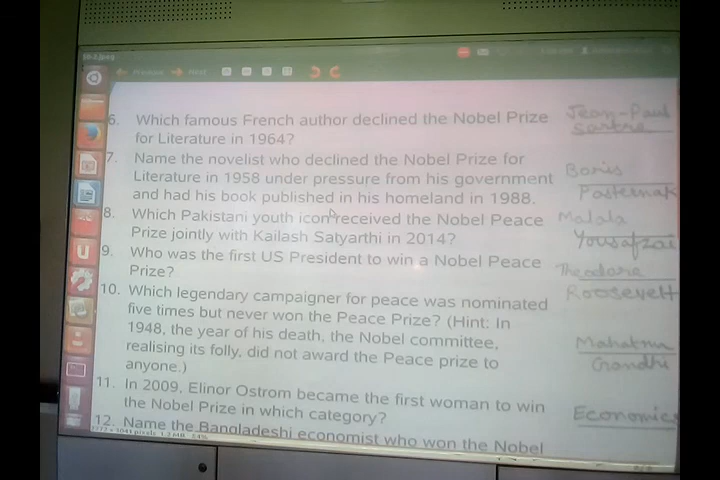 Previous Next
6. Which famous French author declined the Nobel Prize Jean-Paul
for Literature in 1964? Sartre
7. Name the novelist who declined the Nobel Prize for
Literature in 1958 under pressure from his government Boris
and had his book published in his homeland in 1988. Pasternak
8. Which Pakistani youth icon received the Nobel Peace Malala
Prize jointly with Kailash Satyarthi in 2014? Yousafzai
9. Who was the first US President to win a Nobel Peace Theodore
Prize? Roosevelt
10. Which legendary campaigner for peace was nominated
five times but never won the Peace Prize? (Hint: In
1948, the year of his death, the Nobel committee, Mahatma
realising its folly, did not award the Peace prize to Gandhi
anyone.)
11. In 2009, Elinor Ostrom became the first woman to win
the Nobel Prize in which category? Economics
12. Name the Bangladeshi economist who won the Nobel